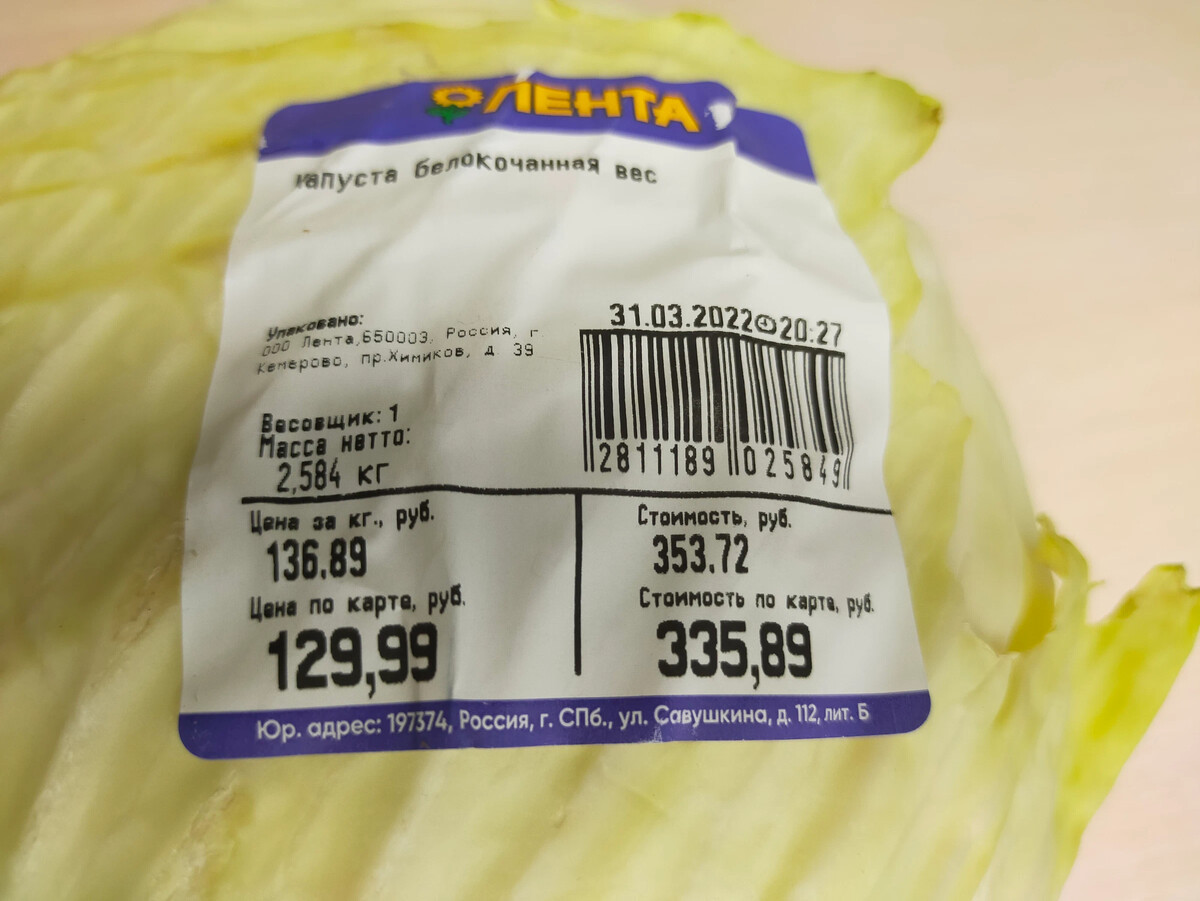 ЛЕНТА
капуста белокочанная вес
31.03.2022 20:27
Упаковано:
ООО Лента,650003, Россия, г
Кемерово, пр.Химиков, д 39
2811189 025849
Весовщик: 1
Масса нетто:
2,584 кг
Цена за кг., руб.
136.89
Стоимость, руб.
353.72
Цена по карте, руб.
129,99
Стоимость по карте, руб.
335,89
Юр. адрес: 197374, Россия, г. СПб., ул. Савушкина, д. 112, лит. Б